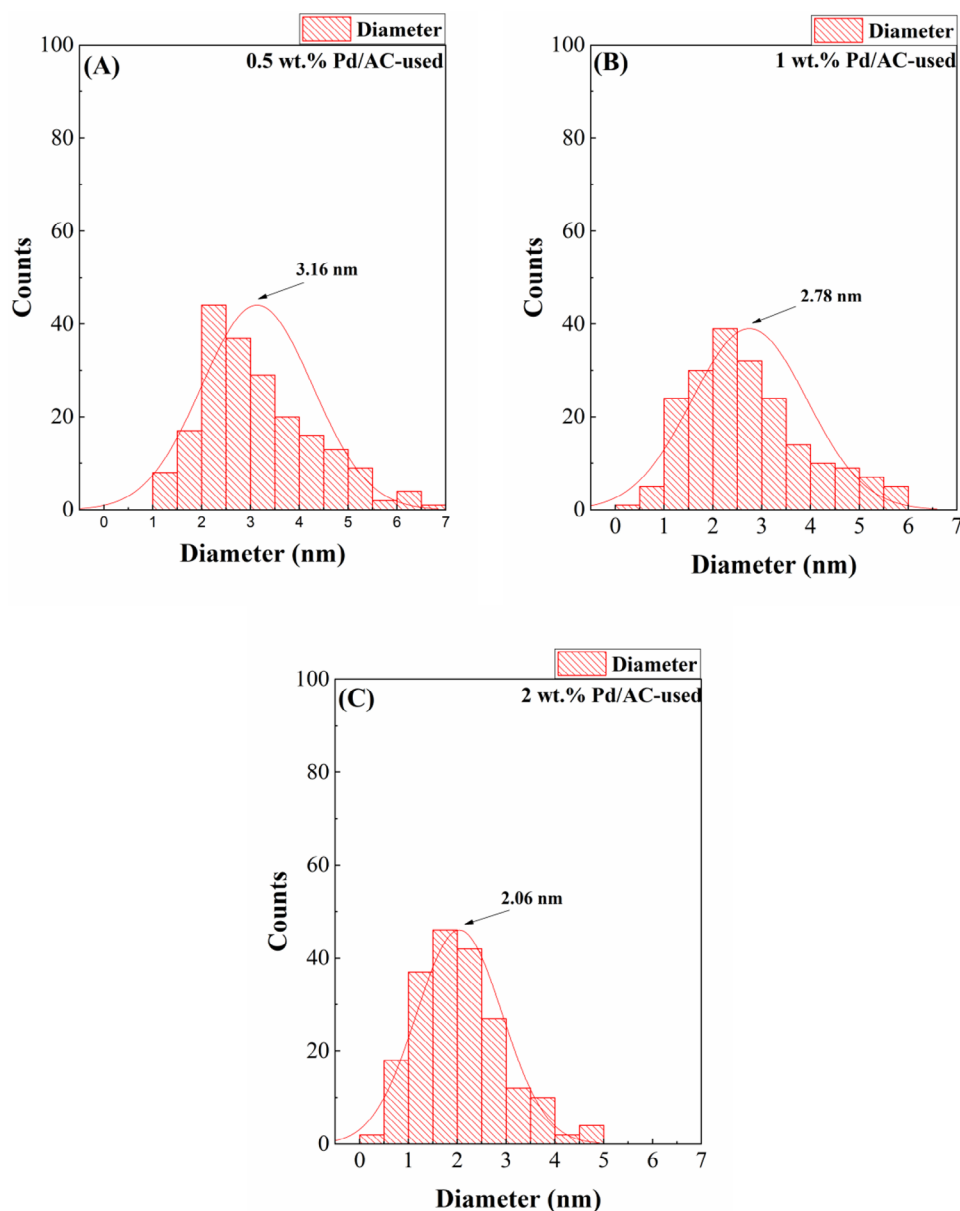 Diameter
(A)
0.5 wt.% Pd/AC-used
100
80
60
40
20
0
Counts
3.16 nm
0 1 2 3 4 5 6 7
Diameter (nm)
Diameter
(B)
1 wt.% Pd/AC-used
100
80
60
40
20
0
Counts
2.78 nm
0 1 2 3 4 5 6 7
Diameter (nm)
Diameter
(C)
2 wt.% Pd/AC-used
100
80
60
40
20
0
Counts
2.06 nm
0 1 2 3 4 5 6 7
Diameter (nm)